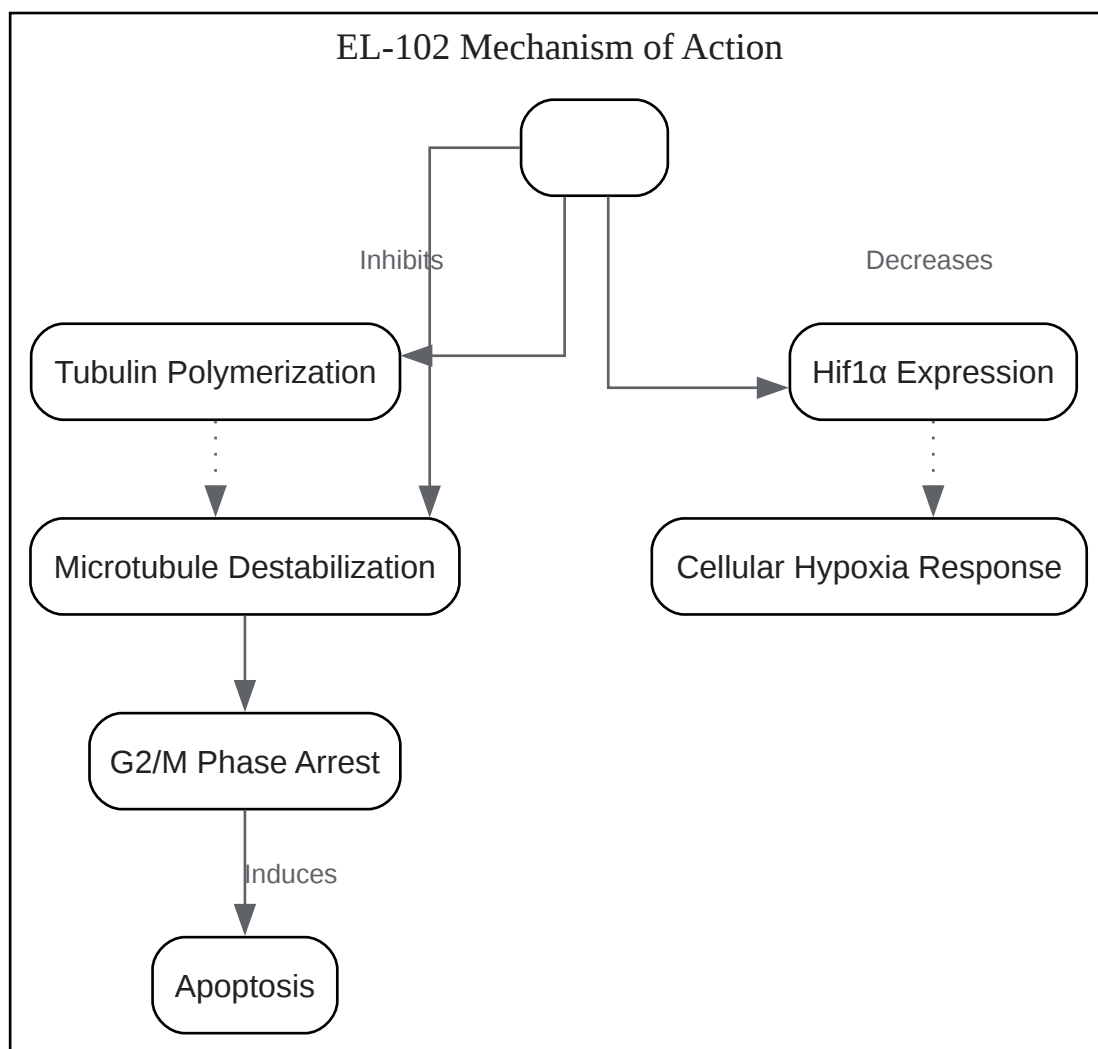 EL-102 Mechanism of Action
Inhibits
Decreases
Tubulin Polymerization
Hif1α Expression
Microtubule Destabilization
Cellular Hypoxia Response
G2/M Phase Arrest
Induces
Apoptosis